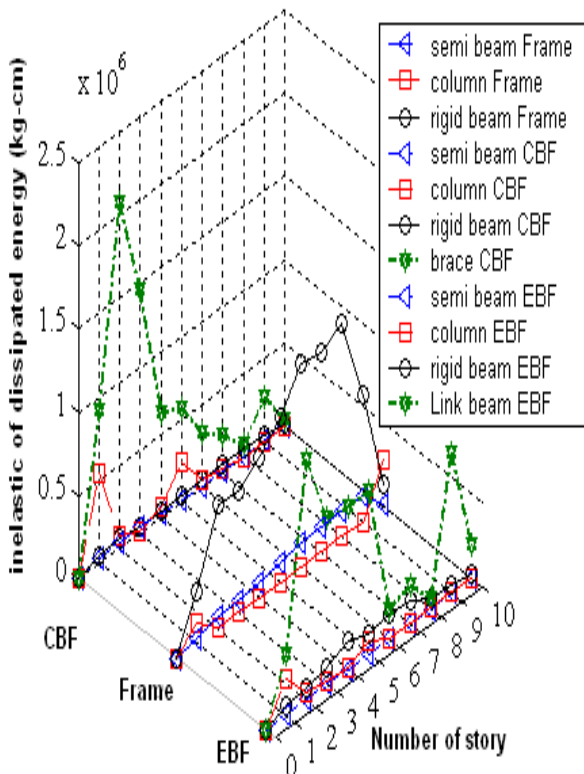 x 10^6
2.5
2
1.5
1
0.5
0
inelastic of dissipated energy (kg-cm)
semi beam Frame
column Frame
rigid beam Frame
semi beam CBF
column CBF
rigid beam CBF
brace CBF
semi beam EBF
column EBF
rigid beam EBF
Link beam EBF
CBF
Frame
EBF
0 1 2 3 4 5 6 7 8 9 10
Number of story